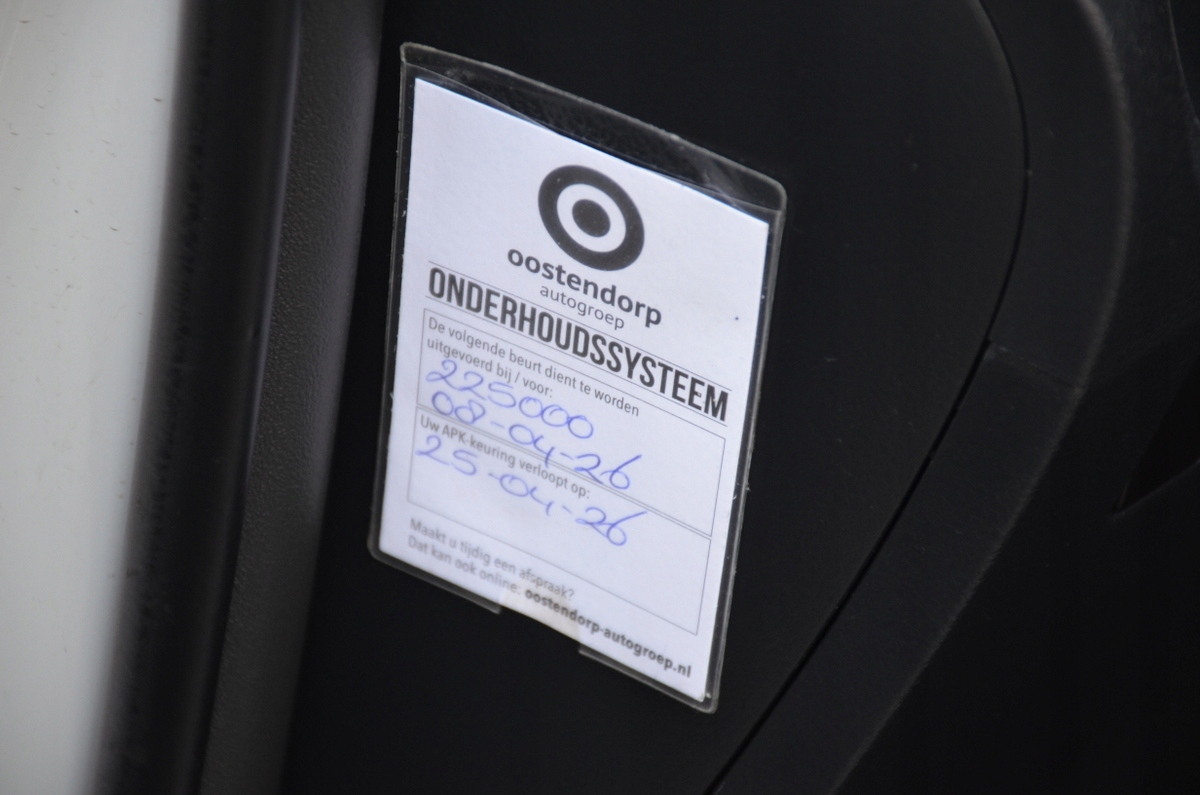 oostendorp
autogroep
ONDERHOUDSSYSTEEM
De volgende beurt dient te worden
uitgevoerd bij / voor:
225000
08-04-26
Uw APK-keuring verloopt op:
25-04-26
Maakt u tijdig een afspraak?
Dat kan ook online: oostendorp-autogroep.nl